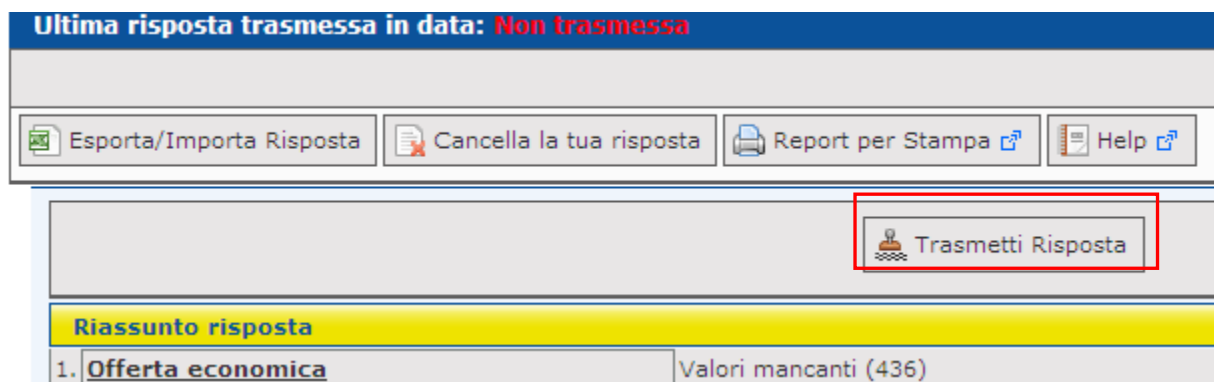 Ultima risposta trasmessa in data: Non trasmessa
Esporta/Importa Risposta Cancella la tua risposta Report per Stampa Help
Trasmetti Risposta
Riassunto risposta
1. Offerta economica Valori mancanti (436)